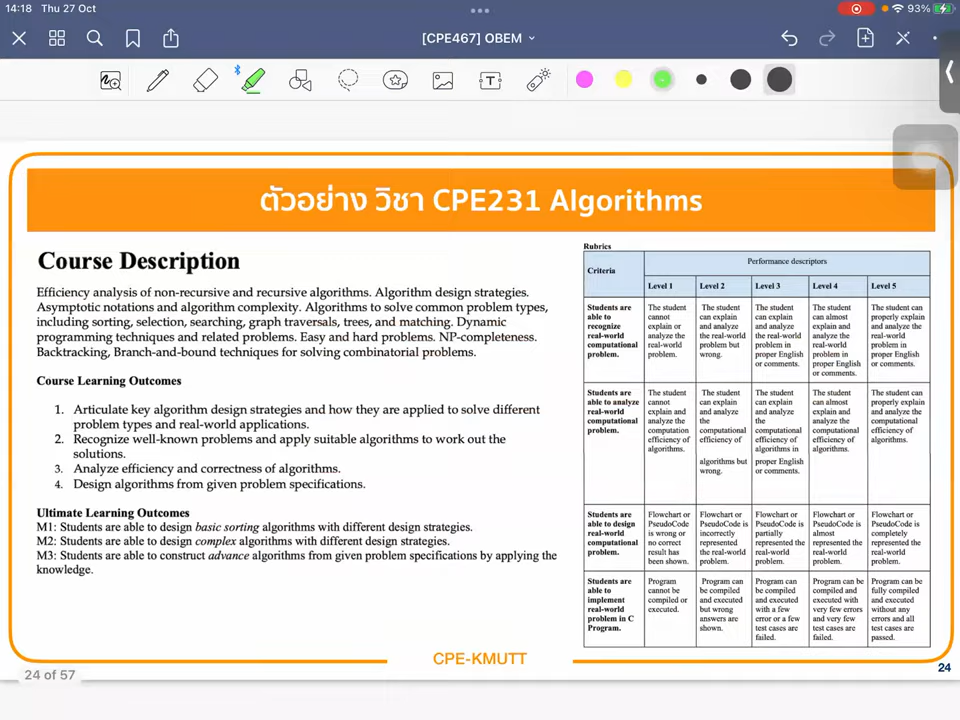 14:18 Thu 27 Oct
93%
[CPE467] OBEM
T
ตัวอย่าง วิชา CPE231 Algorithms
Course Description
Efficiency analysis of non-recursive and recursive algorithms. Algorithm design strategies.
Asymptotic notations and algorithm complexity. Algorithms to solve common problem types,
including sorting, selection, searching, graph traversals, trees, and matching. Dynamic
programming techniques and related problems. Easy and hard problems. NP-completeness.
Backtracking, Branch-and-bound techniques for solving combinatorial problems.
Course Learning Outcomes
1. Articulate key algorithm design strategies and how they are applied to solve different
problem types and real-world applications.
2. Recognize well-known problems and apply suitable algorithms to work out the
solutions.
3. Analyze efficiency and correctness of algorithms.
4. Design algorithms from given problem specifications.
Ultimate Learning Outcomes
M1: Students are able to design basic sorting algorithms with different design strategies.
M2: Students are able to design complex algorithms with different design strategies.
M3: Students are able to construct advance algorithms from given problem specifications by applying the
knowledge.
Rubrics
Criteria
Performance descriptors
Level 1
Level 2
Level 3
Level 4
Level 5
Students are
able to
recognize
real-world
computational
problem.
The student
cannot
explain or
analyze the
real-world
problem.
The student
can explain
and analyze
the real-world
problem but
wrong.
The student
can explain
and analyze
the real-world
problem in
proper English
or comments.
The student
can almost
explain and
analyze the
real-world
problem in
proper English
or comments.
The student can
properly explain
and analyze the
real-world
problem in
proper English
or comments.
Students are
able to analyze
real-world
computational
problem.
The student
cannot
explain and
analyze the
computation
efficiency of
algorithms.
The student
can explain
and analyze
the
computational
efficiency of
algorithms but
wrong.
The student
can explain
and analyze
the
computational
efficiency of
algorithms in
proper English
or comments.
The student
can almost
explain and
analyze the
computational
efficiency of
algorithms.
The student can
properly explain
and analyze the
computational
efficiency of
algorithms.
Students are
able to design
real-world
computational
problem.
Flowchart or
PseudoCode
is wrong or
no correct
result has
been shown.
Flowchart or
PseudoCode is
incorrectly
represented
the real-world
problem.
Flowchart or
PseudoCode is
partially
represented the
real-world
problem.
Flowchart or
PseudoCode is
almost
represented the
real-world
problem.
Flowchart or
PseudoCode is
completely
represented the
real-world
problem.
Students are
able to
implement
real-world
problem in C
Program.
Program
cannot be
compiled or
executed.
Program can
be compiled
and executed
but wrong
answers are
shown.
Program can
be compiled
and executed
with a few
error or a few
test cases are
failed.
Program can be
compiled and
executed with
very few errors
and very few
test cases are
failed.
Program can be
fully compiled
and executed
without any
errors and all
test cases are
passed.
CPE-KMUTT
24
24 of 57